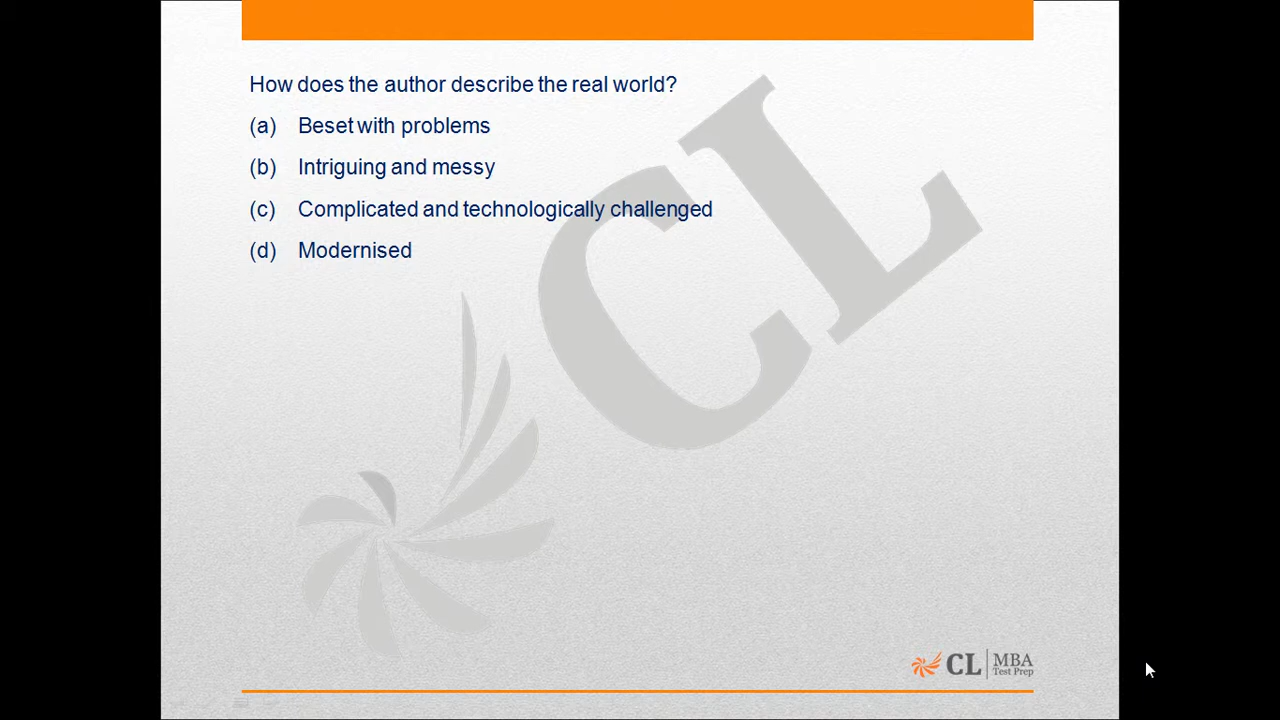 How does the author describe the real world?
(a) Beset with problems
(b) Intriguing and messy
(c) Complicated and technologically challenged
(d) Modernised
CL
CL MBA
Test Prep